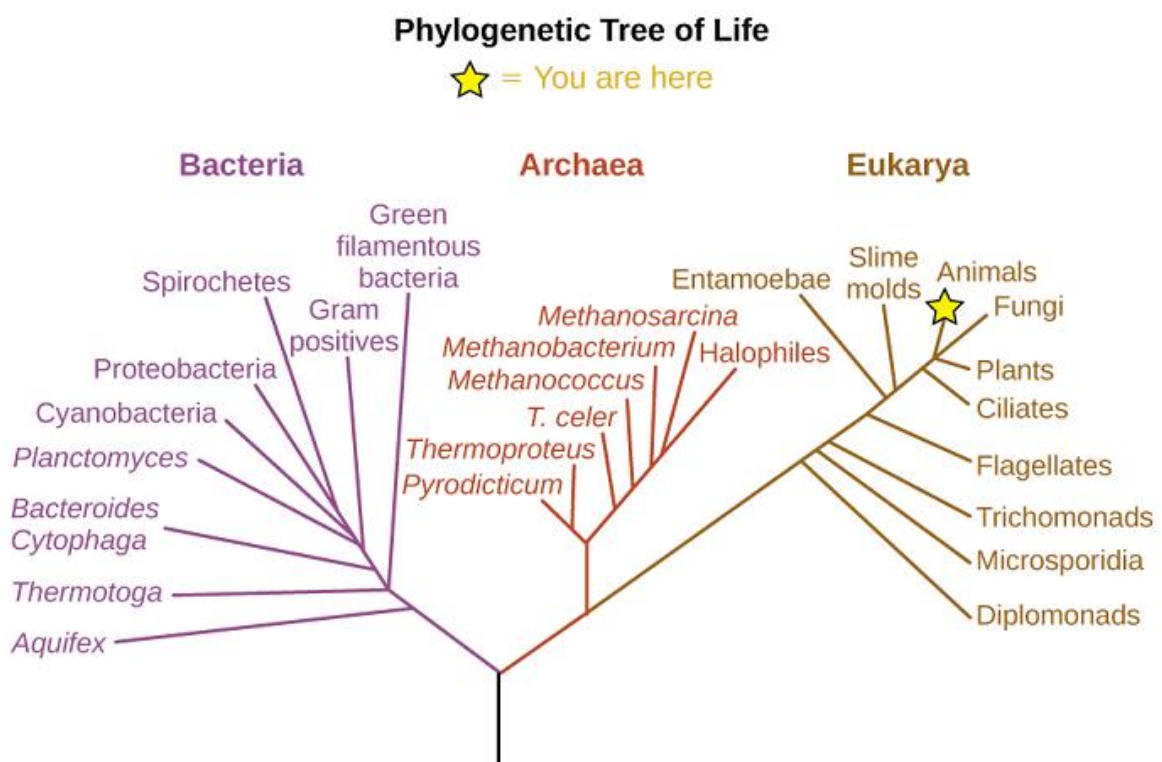 Phylogenetic Tree of Life
= You are here
Bacteria
Archaea
Eukarya
Green
filamentous
bacteria
Spirochetes
Gram
positives
Proteobacteria
Cyanobacteria
Planctomyces
Bacteroides
Cytophaga
Thermotoga
Aquifex
Methanosarcina
Methanobacterium
Halophiles
Methanococcus
T. celer
Thermoproteus
Pyrodicticum
Entamoebae
Slime
molds
Animals
Fungi
Plants
Ciliates
Flagellates
Trichomonads
Microsporidia
Diplomonads